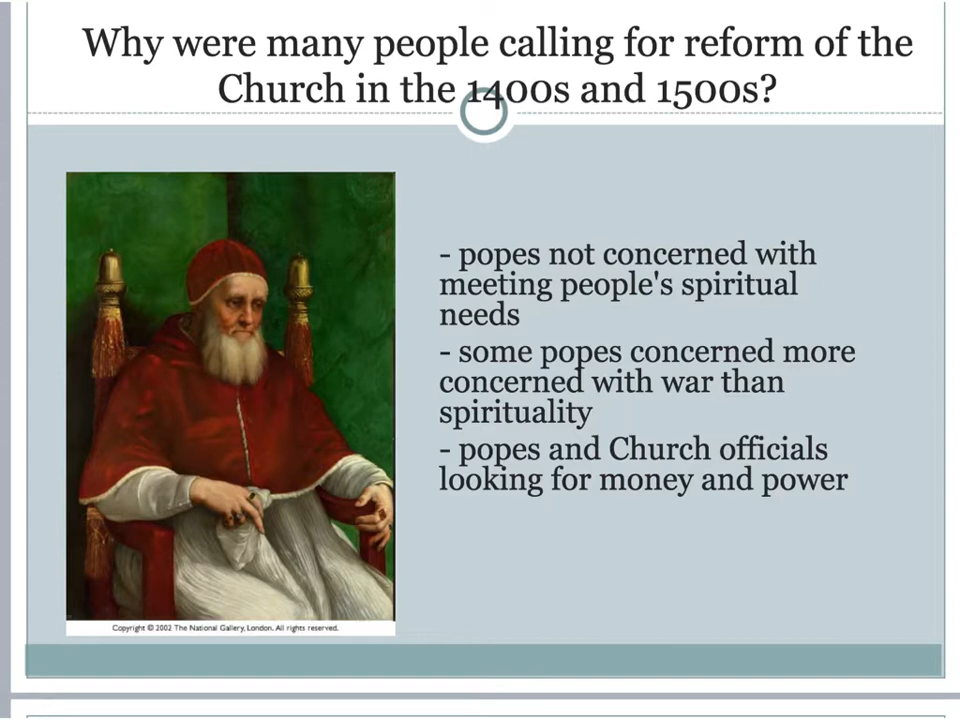 Why were many people calling for reform of the
Church in the 1400s and 1500s?
- popes not concerned with
meeting people's spiritual
needs
- some popes concerned more
concerned with war than
spirituality
- popes and Church officials
looking for money and power
Copyright © 2002 The National Gallery, London. All rights reserved.